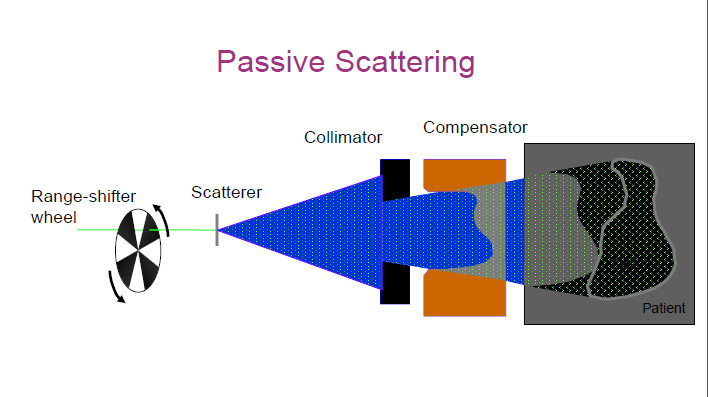 Passive Scattering
Compensator
Collimator
Scatterer
Range-shifter
wheel
Patient